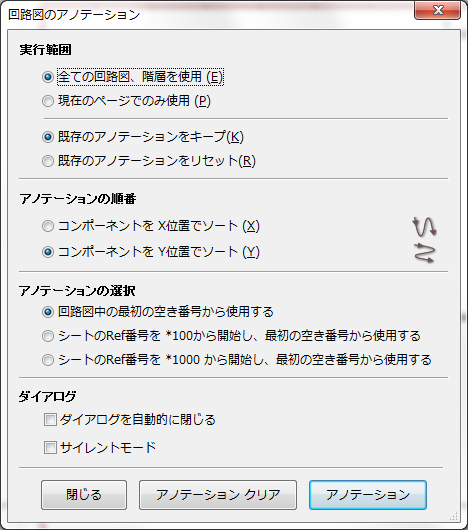 回路図のアノテーション
実行範囲
全ての回路図、階層を使用 (E)
現在のページでのみ使用 (P)
既存のアノテーションをキープ(K)
既存のアノテーションをリセット(R)
アノテーションの順番
コンポーネントを X位置でソート (X)
コンポーネントを Y位置でソート (Y)
アノテーションの選択
回路図中の最初の空き番号から使用する
シートのRef番号を *100から開始し、最初の空き番号から使用する
シートのRef番号を *1000 から開始し、最初の空き番号から使用する
ダイアログ
ダイアログを自動的に閉じる
サイレントモード
閉じる アノテーション クリア アノテーション